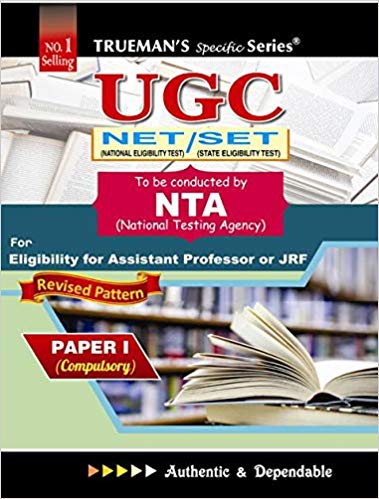 NO. 1
Selling
TRUEMAN'S Specific Series®
UGC
NET/SET
(NATIONAL ELIGIBILITY TEST) (STATE ELIGIBILITY TEST)
To be conducted by
NTA
(National Testing Agency)
For
Eligibility for Assistant Professor or JRF
Revised Pattern
PAPER I
(Compulsory)
Authentic & Dependable